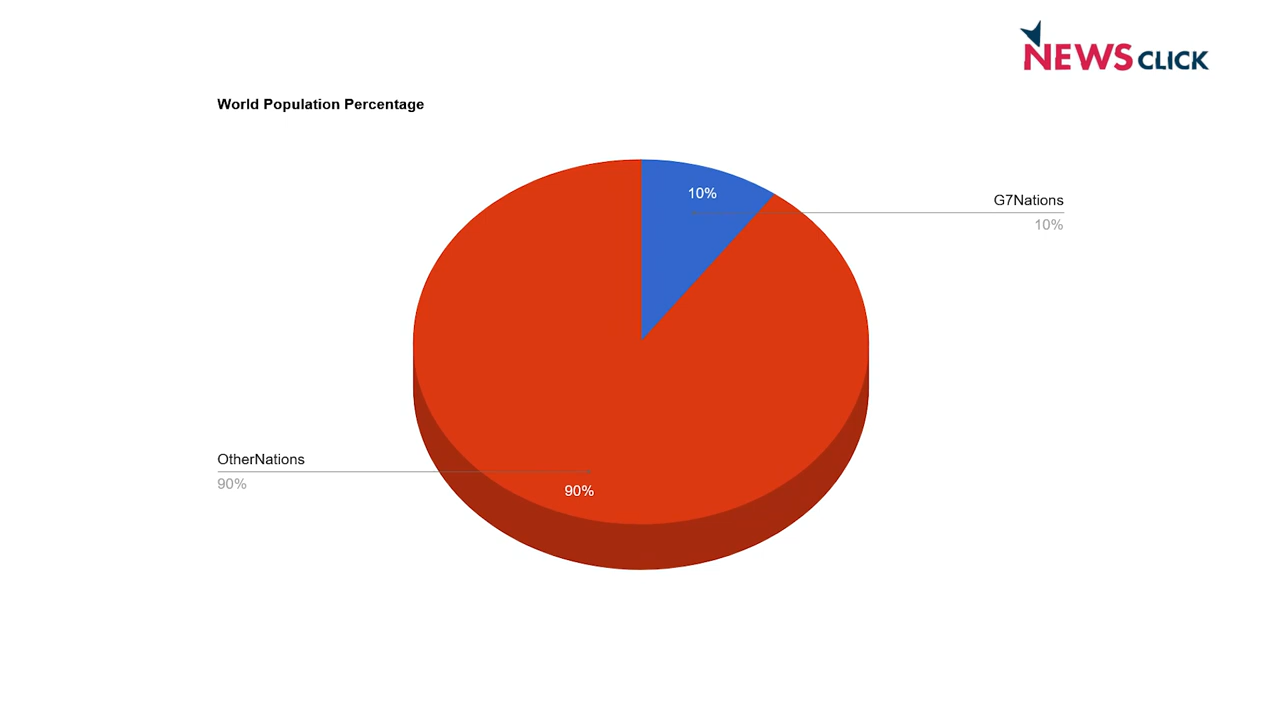 NEWS CLICK
World Population Percentage
10%
G7Nations
10%
OtherNations
90%
90%